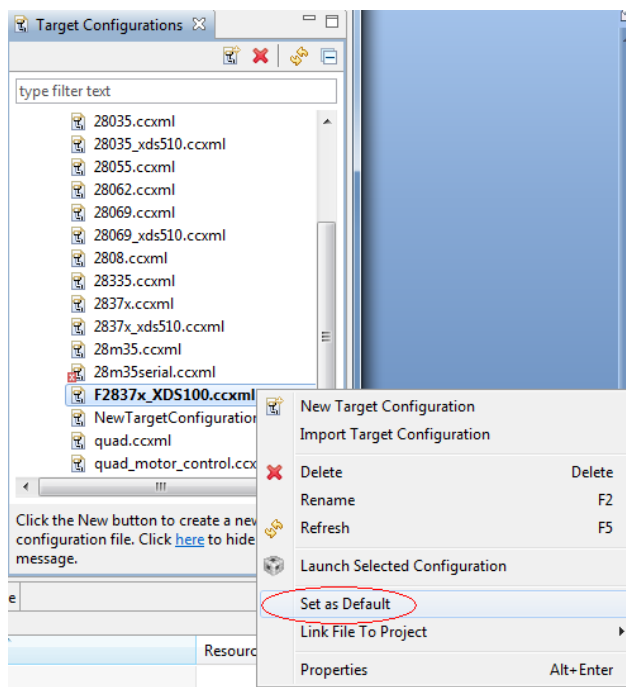 Target Configurations
type filter text
28035.ccxml
28035_xds510.ccxml
28055.ccxml
28062.ccxml
28069.ccxml
28069_xds510.ccxml
2808.ccxml
28335.ccxml
2837x.ccxml
2837x_xds510.ccxml
28m35.ccxml
28m35serial.ccxml
F2837x_XDS100.ccxml
NewTargetConfiguration
quad.ccxml
quad_motor_control.ccx
Click the New button to create a new
configuration file. Click here to hide
message.
e
Resourc
New Target Configuration
Import Target Configuration
Delete Delete
Rename F2
Refresh F5
Launch Selected Configuration
Set as Default
Link File To Project
Properties Alt+Enter